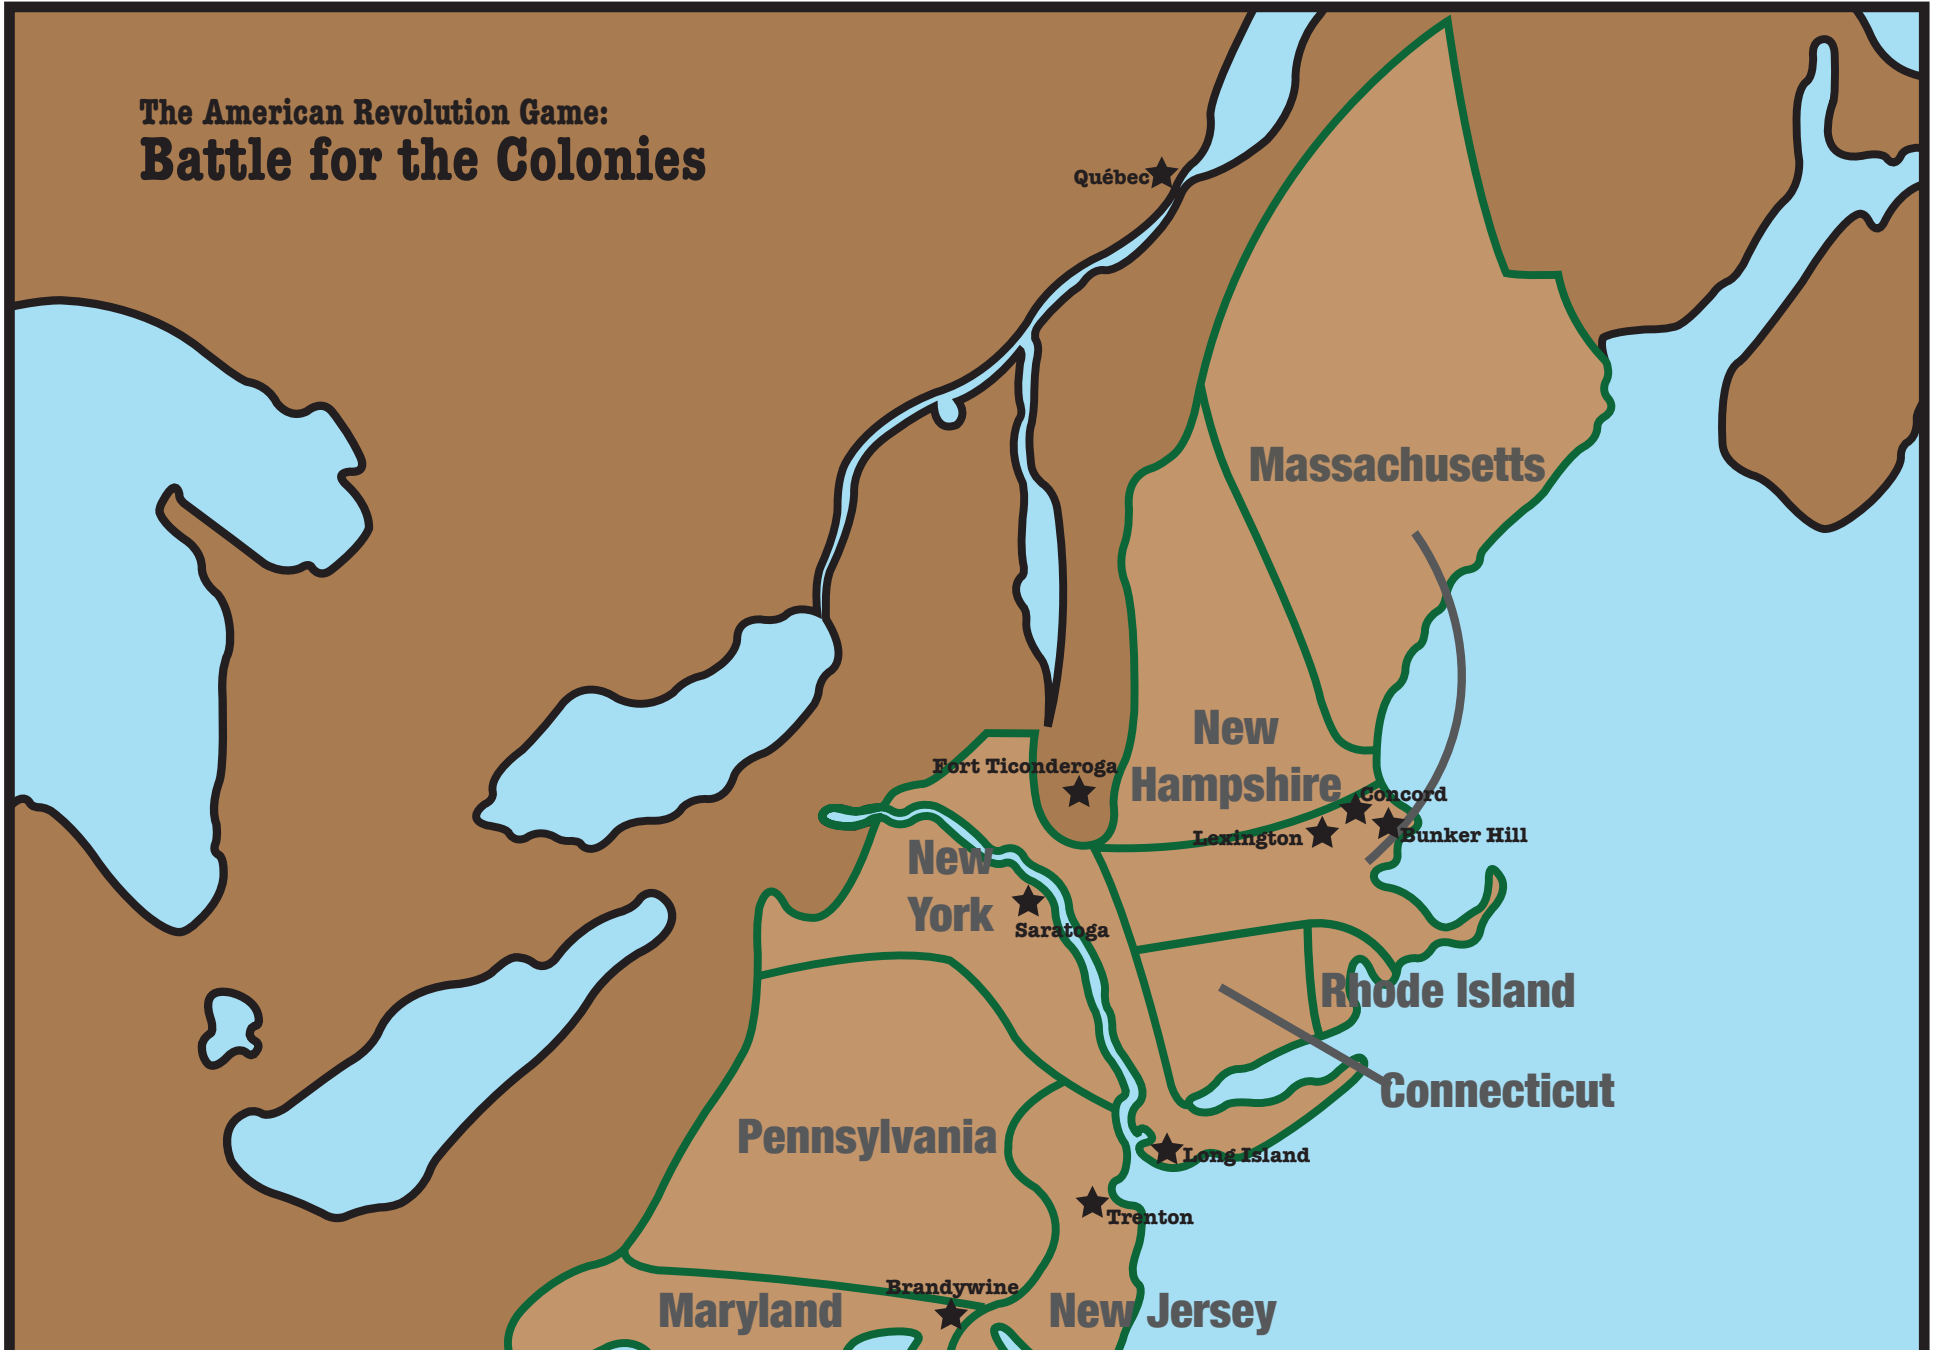 The American Revolution Game:
Battle for the Colonies
Québec
Massachusetts
New
Hampshire
Fort Ticonderoga
Concord
Lexington
Bunker Hill
New
York
Saratoga
Rhode Island
Connecticut
Pennsylvania
Long Island
Trenton
Brandywine
Maryland
New Jersey